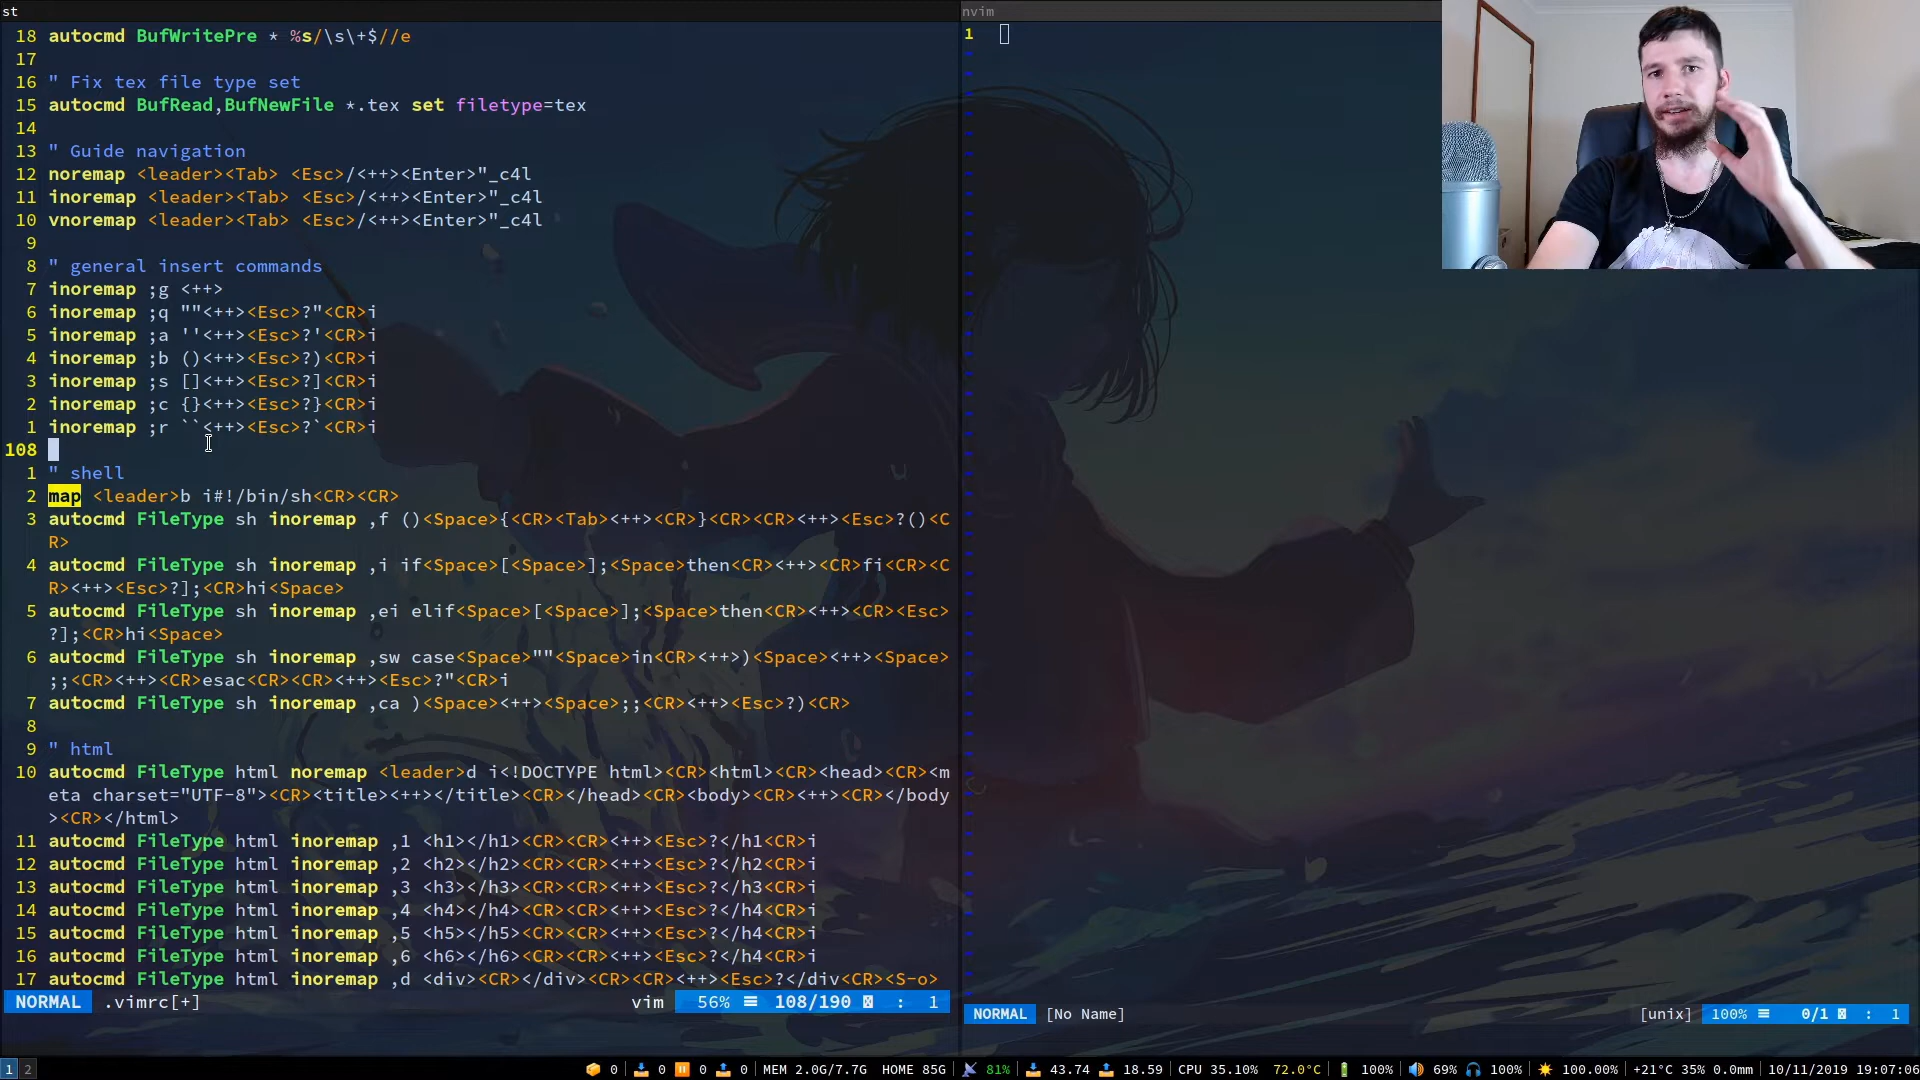 st
18 autocmd BufWritePre * %s/\s\+$//e
17
16 " Fix tex file type set
15 autocmd BufRead,BufNewFile *.tex set filetype=tex
14
13 " Guide navigation
12 noremap <leader><Tab> <Esc>/<++><Enter>"_c4l
11 inoremap <leader><Tab> <Esc>/<++><Enter>"_c4l
10 vnoremap <leader><Tab> <Esc>/<++><Enter>"_c4l
9
8 " general insert commands
7 inoremap ;g <++>
6 inoremap ;q ""<++><Esc>?"<CR>i
5 inoremap ;a ''<++><Esc>?'<CR>i
4 inoremap ;b ()<++><Esc>?)<CR>i
3 inoremap ;s []<++><Esc>?]<CR>i
2 inoremap ;c {}<++><Esc>?}<CR>i
1 inoremap ;r ``<++><Esc>?`<CR>i
108
1 " shell
2 map <leader>b i#!/bin/sh<CR><CR>
3 autocmd FileType sh inoremap ,f ()<Space>{<CR><Tab><++><CR>}<CR><CR><++><Esc>?()<C
R>
4 autocmd FileType sh inoremap ,i if<Space>[<Space>];<Space>then<CR><++><CR>fi<CR><C
R><++><Esc>?];<CR>hi<Space>
5 autocmd FileType sh inoremap ,ei elif<Space>[<Space>];<Space>then<CR><++><CR><Esc>
?];<CR>hi<Space>
6 autocmd FileType sh inoremap ,sw case<Space>""<Space>in<CR><++>)<Space><++><Space>
;;<CR><++><CR>esac<CR><CR><++><Esc>?"<CR>i
7 autocmd FileType sh inoremap ,ca )<Space><++><Space>;;<CR><++><Esc>?)<CR>
8
9 " html
10 autocmd FileType html noremap <leader>d i<!DOCTYPE html><CR><html><CR><head><CR><m
eta charset="UTF-8"><CR><title><++></title><CR></head><CR><body><CR><++><CR></body
><CR></html>
11 autocmd FileType html inoremap ,1 <h1></h1><CR><CR><++><Esc>?</h1<CR>i
12 autocmd FileType html inoremap ,2 <h2></h2><CR><CR><++><Esc>?</h2<CR>i
13 autocmd FileType html inoremap ,3 <h3></h3><CR><CR><++><Esc>?</h3<CR>i
14 autocmd FileType html inoremap ,4 <h4></h4><CR><CR><++><Esc>?</h4<CR>i
15 autocmd FileType html inoremap ,5 <h5></h5><CR><CR><++><Esc>?</h4<CR>i
16 autocmd FileType html inoremap ,6 <h6></h6><CR><CR><++><Esc>?</h4<CR>i
17 autocmd FileType html inoremap ,d <div><CR></div><CR><CR><++><Esc>?</div<CR><S-o>
NORMAL .vimrc[+] vim 56% ≡ 108/190 : 1
nvim
1
NORMAL [No Name] [unix] 100% ≡ 0/1 : 1
1 2 0 0 0 0 MEM 2.0G/7.7G HOME 85G 81% 43.74 18.59 CPU 35.10% 72.0°C 100% 69% 100% 100.00% +21°C 35% 0.0mm 10/11/2019 19:07:06